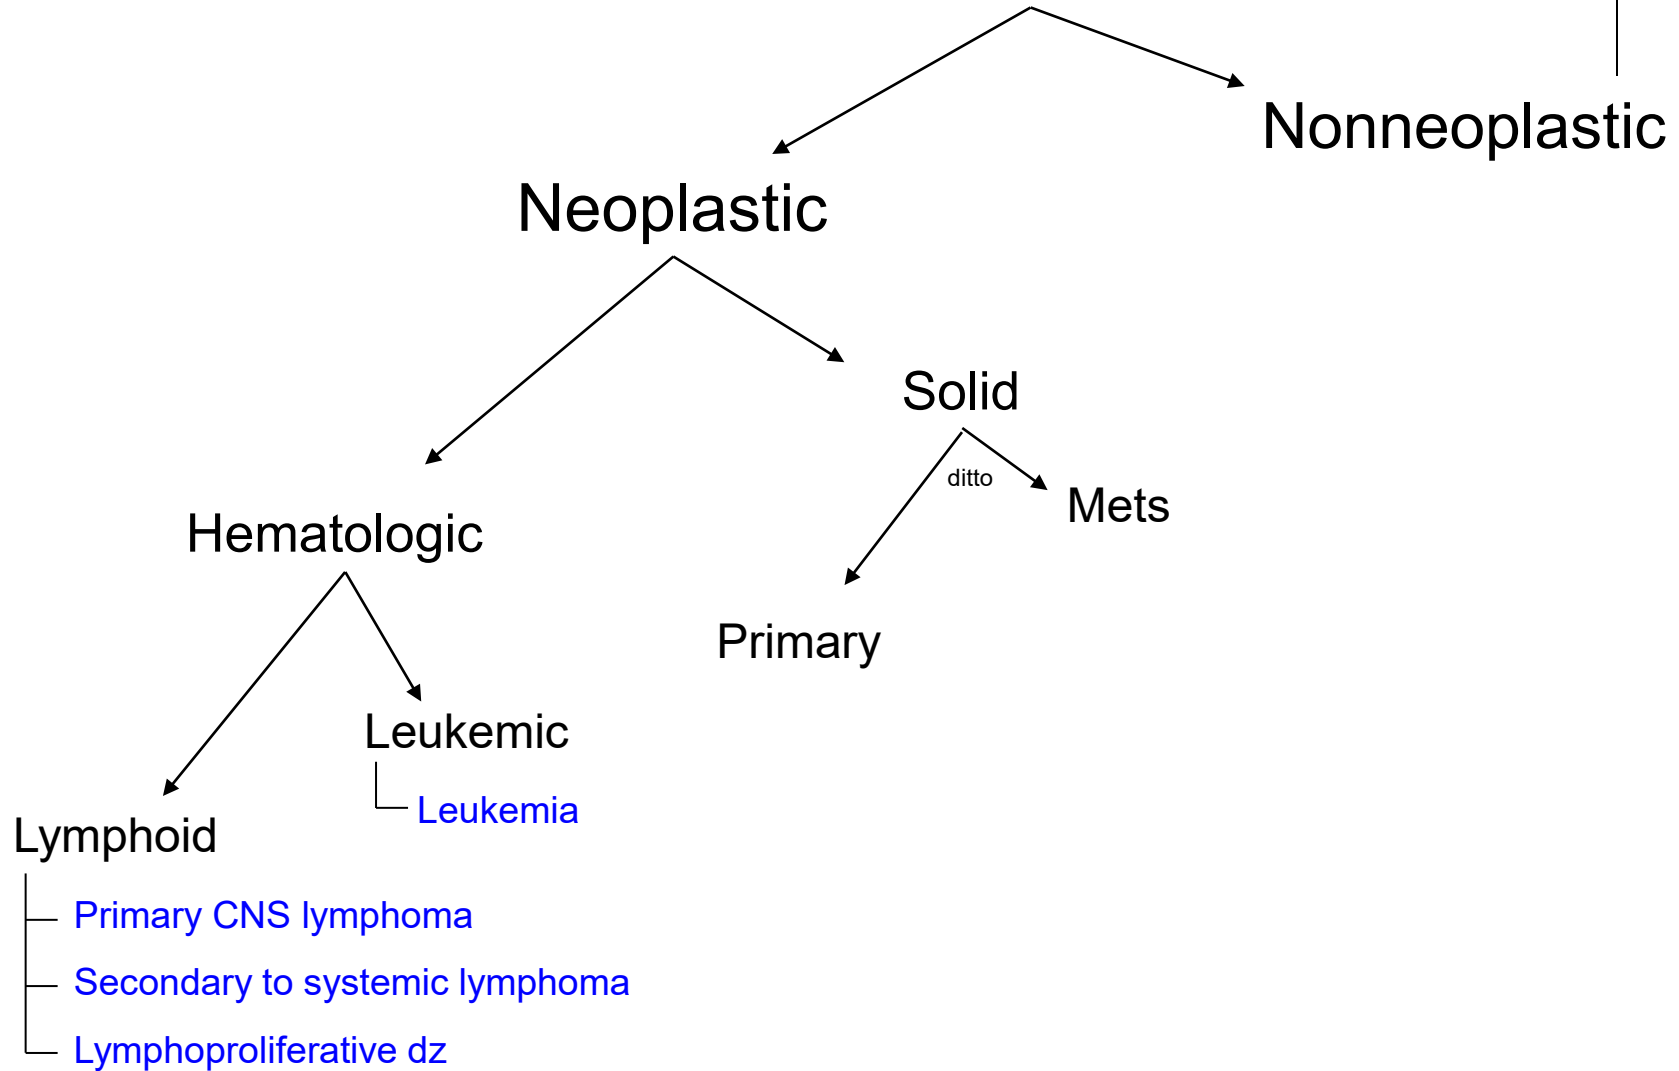 Nonneoplastic
Neoplastic
Solid
ditto
Mets
Hematologic
Primary
Leukemic
Leukemia
Lymphoid
Primary CNS lymphoma
Secondary to systemic lymphoma
Lymphoproliferative dz